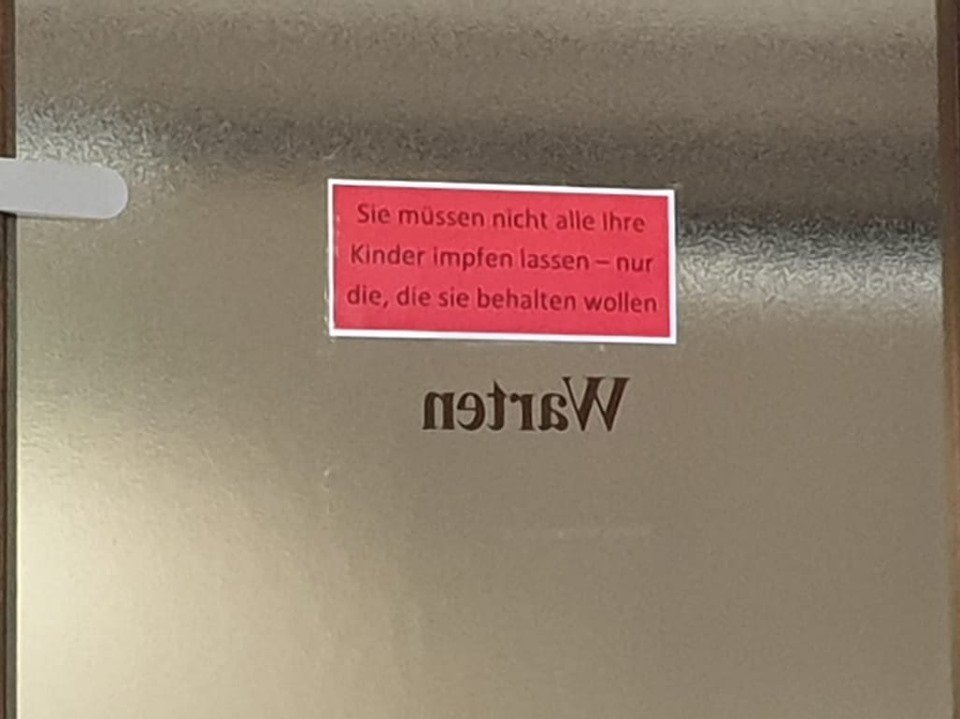 Sie müssen nicht alle Ihre
Kinder impfen lassen – nur
die, die sie behalten wollen
Warten